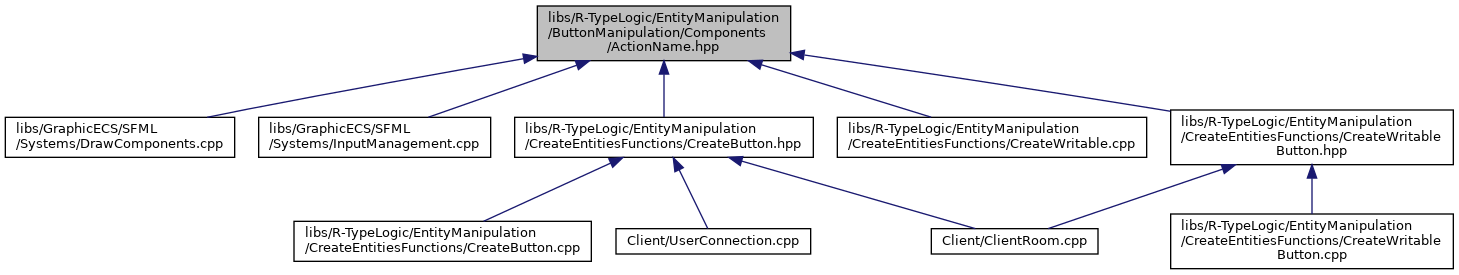 libs/R-TypeLogic/EntityManipulation
/ButtonManipulation/Components
/ActionName.hpp
libs/GraphicECS/SFML
/Systems/DrawComponents.cpp
libs/GraphicECS/SFML
/Systems/InputManagement.cpp
libs/R-TypeLogic/EntityManipulation
/CreateEntitiesFunctions/CreateButton.hpp
libs/R-TypeLogic/EntityManipulation
/CreateEntitiesFunctions/CreateWritable.cpp
libs/R-TypeLogic/EntityManipulation
/CreateEntitiesFunctions/CreateWritable
Button.hpp
libs/R-TypeLogic/EntityManipulation
/CreateEntitiesFunctions/CreateButton.cpp
Client/UserConnection.cpp
Client/ClientRoom.cpp
libs/R-TypeLogic/EntityManipulation
/CreateEntitiesFunctions/CreateWritable
Button.cpp